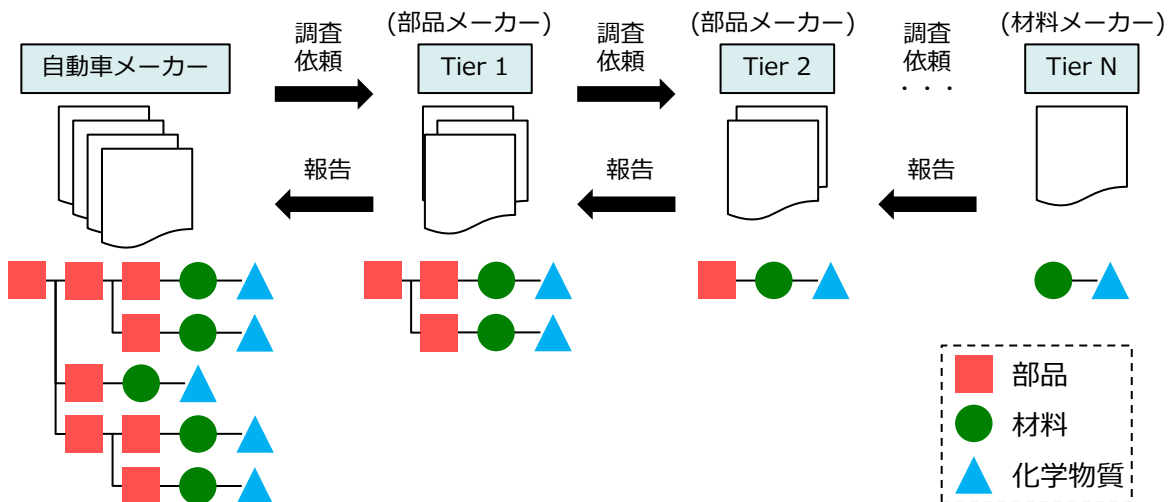 (部品メーカー)
(部品メーカー)
(材料メーカー)
自動車メーカー
調査
依頼
Tier 1
調査
依頼
Tier 2
調査
依頼
・・・
Tier N
報告
報告
報告
部品
材料
化学物質